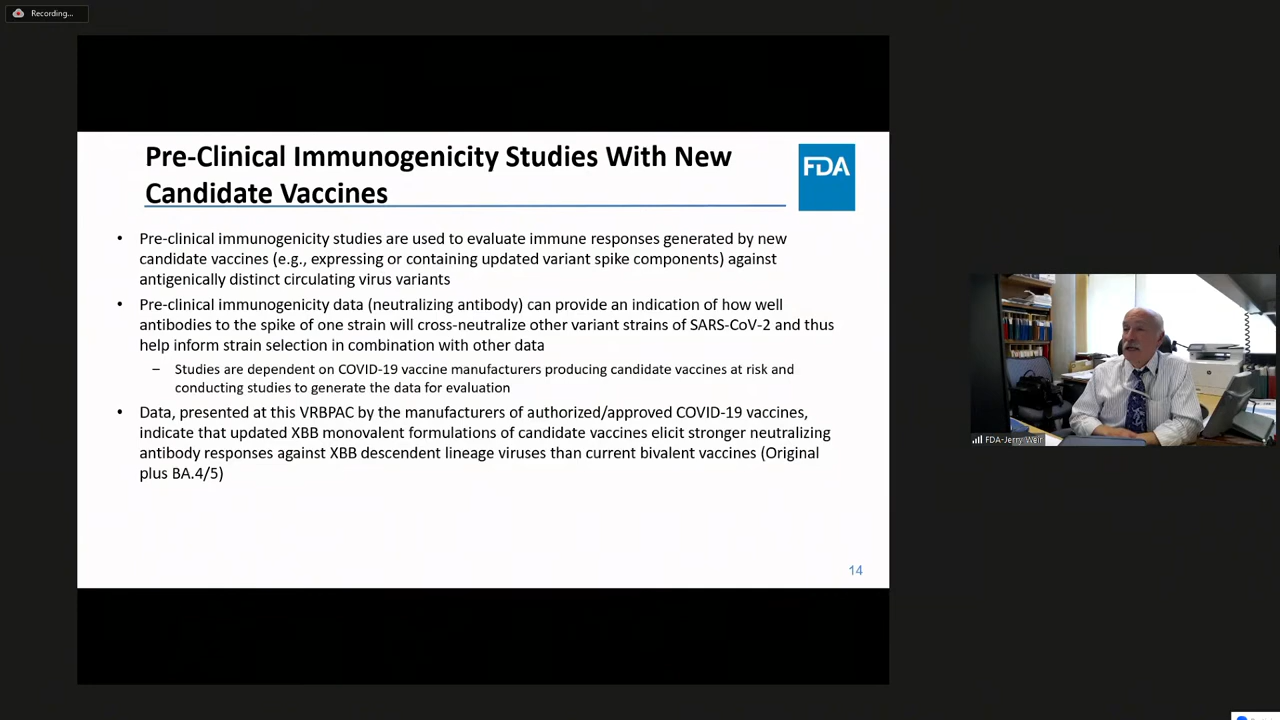 Recording...
Pre-Clinical Immunogenicity Studies With New
Candidate Vaccines
FDA
• Pre-clinical immunogenicity studies are used to evaluate immune responses generated by new
candidate vaccines (e.g., expressing or containing updated variant spike components) against
antigenically distinct circulating virus variants
• Pre-clinical immunogenicity data (neutralizing antibody) can provide an indication of how well
antibodies to the spike of one strain will cross-neutralize other variant strains of SARS-CoV-2 and thus
help inform strain selection in combination with other data
– Studies are dependent on COVID-19 vaccine manufacturers producing candidate vaccines at risk and
conducting studies to generate the data for evaluation
• Data, presented at this VRBPAC by the manufacturers of authorized/approved COVID-19 vaccines,
indicate that updated XBB monovalent formulations of candidate vaccines elicit stronger neutralizing
antibody responses against XBB descendent lineage viruses than current bivalent vaccines (Original
plus BA.4/5)
14
FDA-Jerry Weir